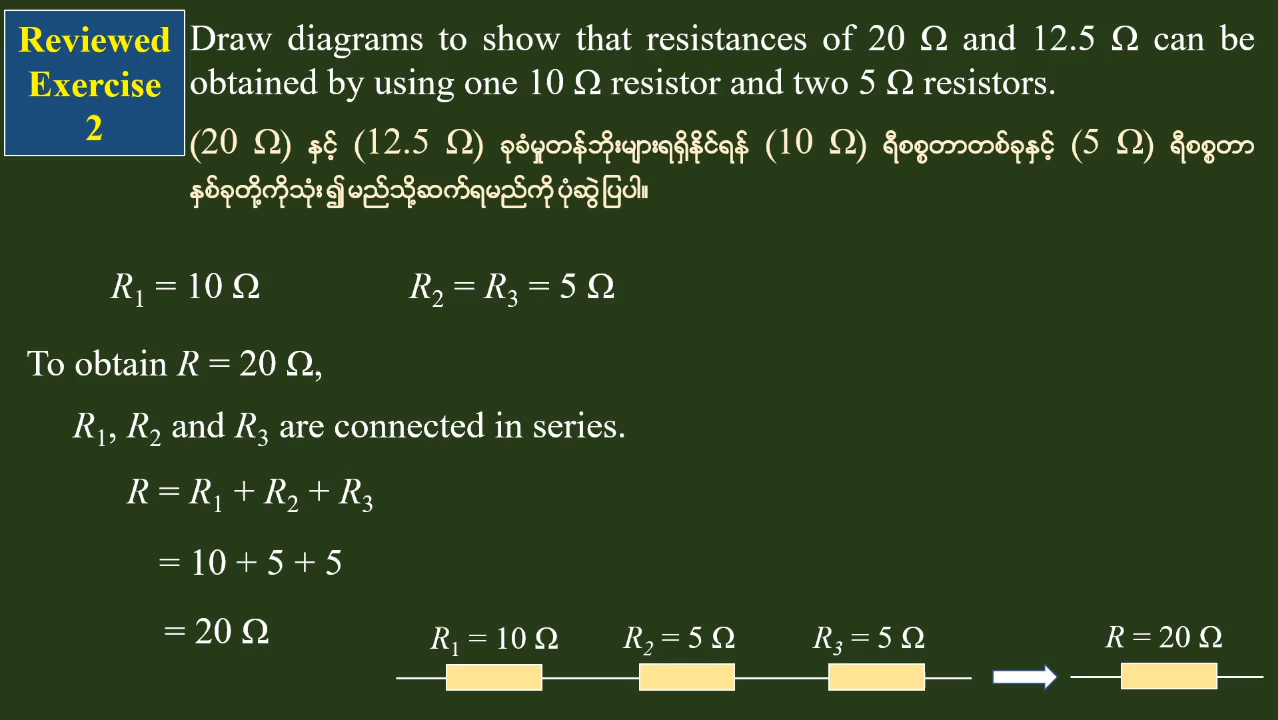 Reviewed
Exercise
2
Draw diagrams to show that resistances of 20 Ω and 12.5 Ω can be
obtained by using one 10 Ω resistor and two 5 Ω resistors.
(20 Ω) နှင့် (12.5 Ω) ခုခံမှုတန်ဘိုးများရရှိနိုင်ရန် (10 Ω) ရီစစ္စတာတစ်ခုနှင့် (5 Ω) ရီစစ္စတာ
နှစ်ခုတို့ကိုသုံး၍ မည်သို့ဆက်ရမည်ကို ပုံဆွဲပြပါ။
R₁ = 10 Ω R₂ = R₃ = 5 Ω
To obtain R = 20 Ω,
R₁, R₂ and R₃ are connected in series.
R = R₁ + R₂ + R₃
= 10 + 5 + 5
= 20 Ω
R₁ = 10 Ω R₂ = 5 Ω R₃ = 5 Ω R = 20 Ω